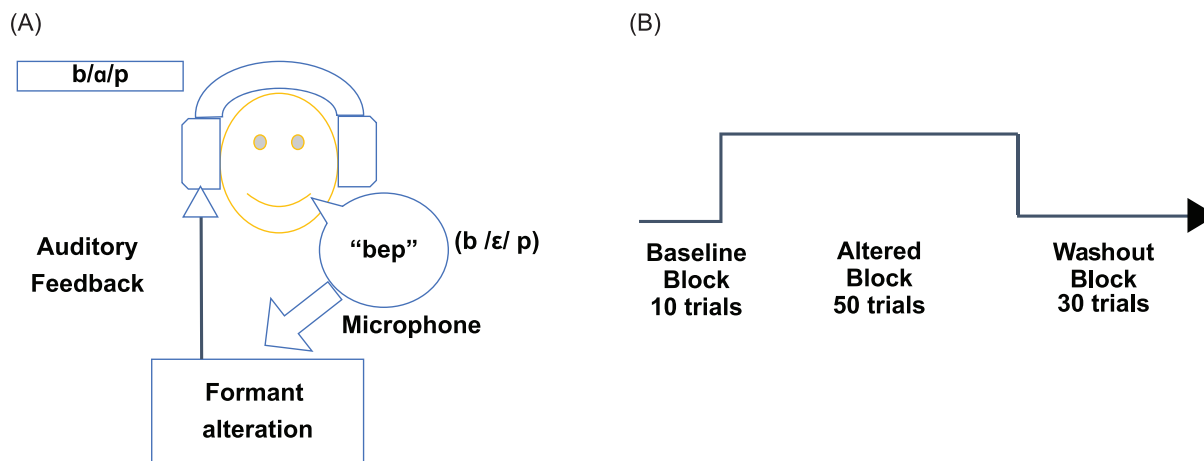 (A)
b/ɑ/p
"bep"
(b /ɛ/ p)
Auditory
Feedback
Microphone
Formant
alteration
(B)
Baseline
Block
10 trials
Altered
Block
50 trials
Washout
Block
30 trials